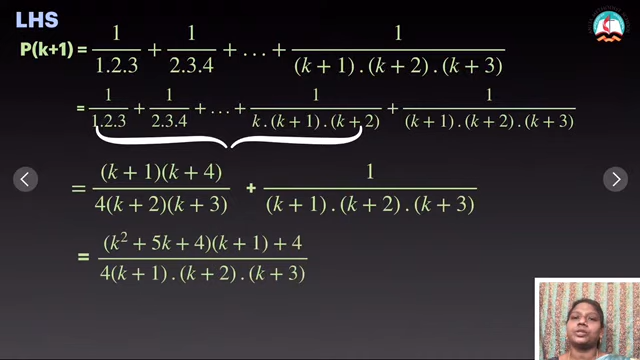 LHS
P(k+1) = 1/1.2.3 + 1/2.3.4 + … + 1/(k + 1) . (k + 2) . (k + 3)
= 1/1.2.3 + 1/2.3.4 + … + 1/k . (k + 1) . (k + 2) + 1/(k + 1) . (k + 2) . (k + 3)
= (k + 1)(k + 4)/4(k + 2)(k + 3) + 1/(k + 1) . (k + 2) . (k + 3)
= (k² + 5k + 4)(k + 1) + 4/4(k + 1) . (k + 2) . (k + 3)